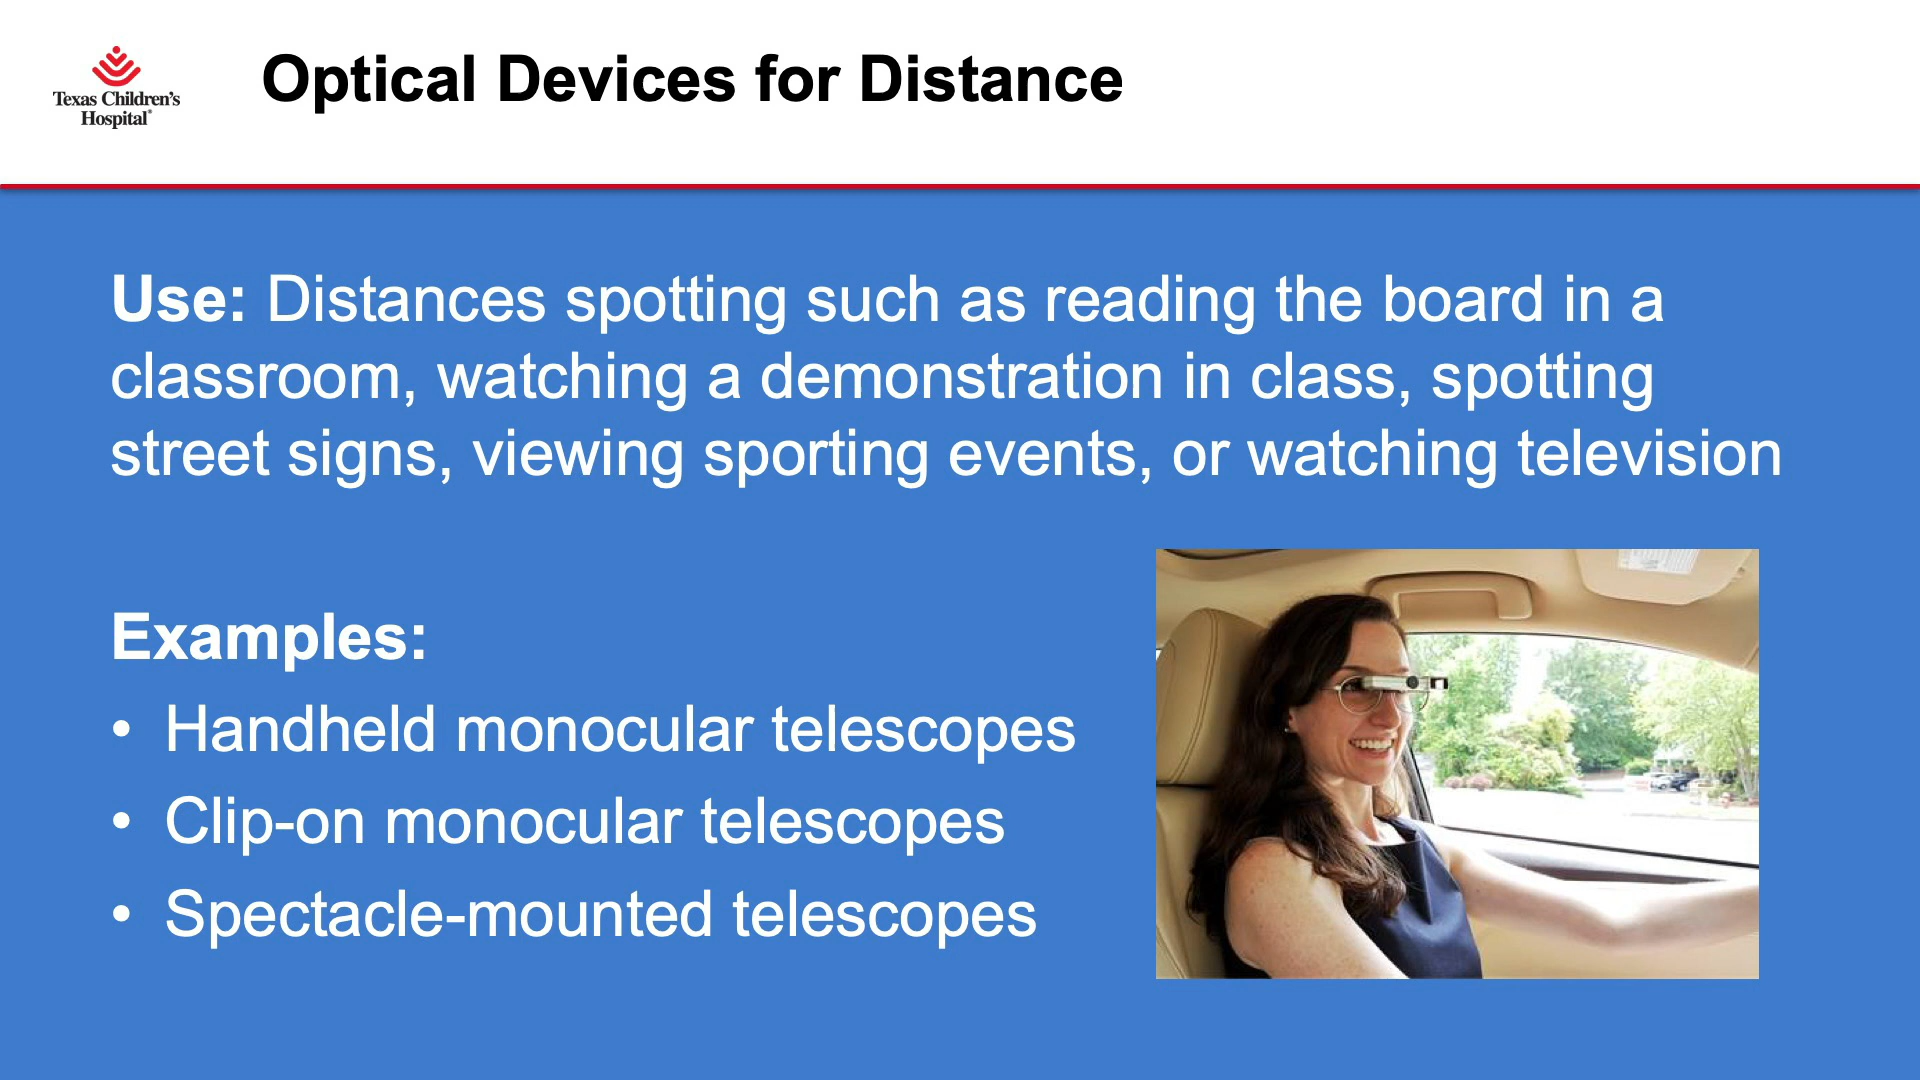 Texas Children's
Hospital®
Optical Devices for Distance
Use: Distances spotting such as reading the board in a
classroom, watching a demonstration in class, spotting
street signs, viewing sporting events, or watching television
Examples:
• Handheld monocular telescopes
• Clip-on monocular telescopes
• Spectacle-mounted telescopes